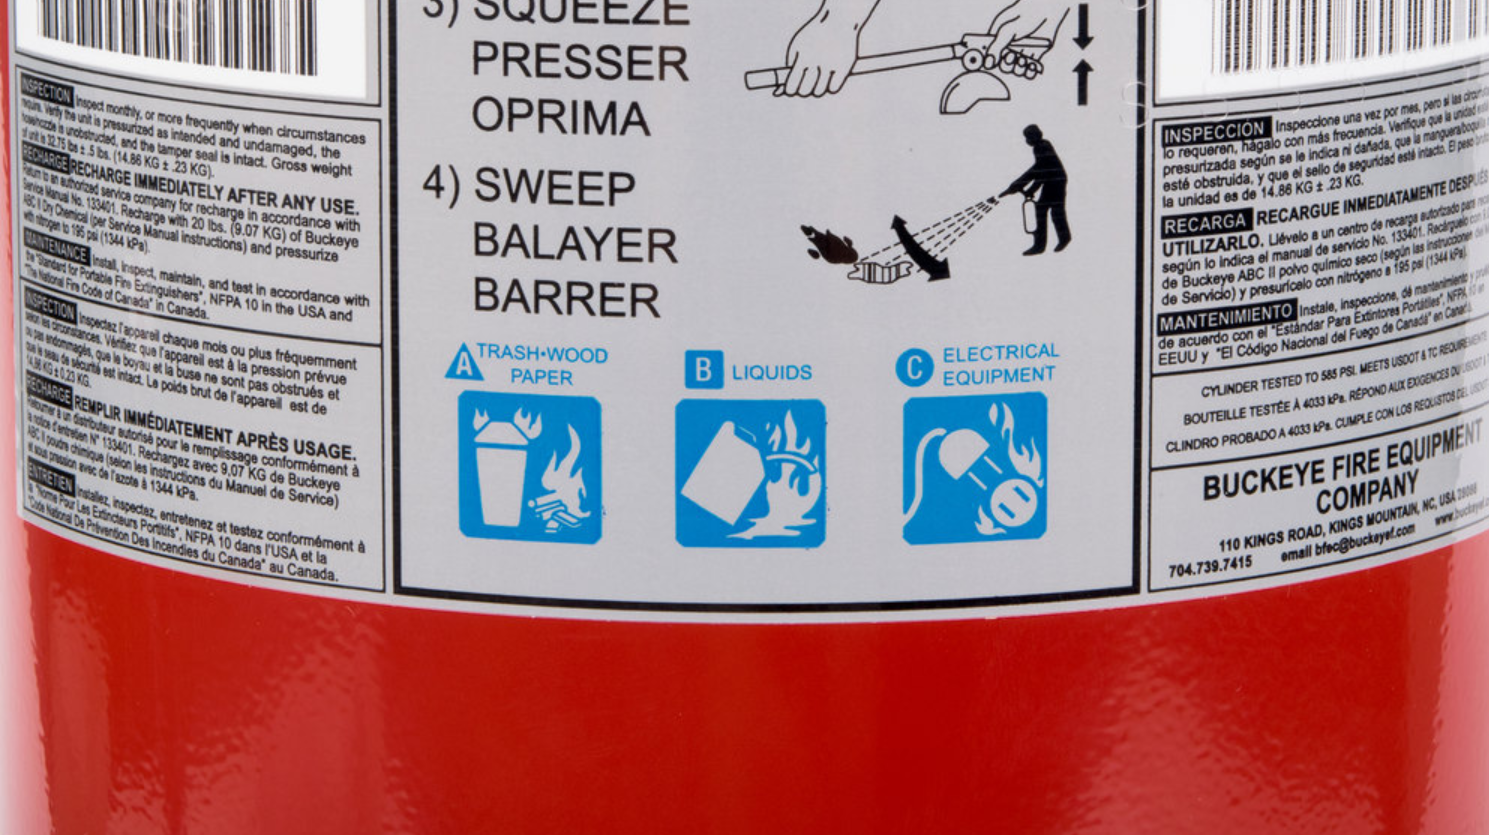 INSPECTION Inspect monthly, or more frequently when circumstances
require. Verify the unit is pressurized as intended and undamaged, the
hose/nozzle is unobstructed, and the tamper seal is intact. Gross weight
of unit is 32.75 lbs ± .5 lbs. (14.86 KG ± .23 KG).
RECHARGE RECHARGE IMMEDIATELY AFTER ANY USE.
Return to an authorized service company for recharge in accordance with
Service Manual No. 133401. Recharge with 20 lbs. (9.07 KG) of Buckeye
ABC II Dry Chemical (per Service Manual instructions) and pressurize
with nitrogen to 195 psi (1344 kPa).
MAINTENANCE Install, inspect, maintain, and test in accordance with
the "Standard for Portable Fire Extinguishers", NFPA 10 in the USA and
"The National Fire Code of Canada" in Canada.
INSPECTION Inspectez l'appareil chaque mois ou plus fréquemment
selon les circonstances. Vérifiez que l'appareil est à la pression prévue
ou pas endommagés, que le boyau et la buse ne sont pas obstrués et
que le seau de sécurité est intact. Le poids brut de l'appareil est de
14,86 KG ± 0,23 KG.
RECHARGE REMPLIR IMMÉDIATEMENT APRÈS USAGE.
Retourner à un distributeur autorisé pour le remplissage conformément à
la notice d'entretien N° 133401. Rechargez avec 9,07 KG de Buckeye
ABC II poudre chimique (selon les instructions du Manuel de Service)
et sous pression avec de l'azote à 1344 kPa.
ENTRETIEN Installez, inspectez, entretenez et testez conformément à
la "Norme Pour Les Extincteurs Portitifs", NFPA 10 dans l'USA et la
"Code National De Prévention Des Incendies du Canada" au Canada.
3) SQUEEZE
PRESSER
OPRIMA
4) SWEEP
BALAYER
BARRER
A TRASH•WOOD
PAPER
B LIQUIDS
C ELECTRICAL
EQUIPMENT
INSPECCIÓN Inspeccione una vez por mes, pero si las
lo requeren, hágalo con más frecuencia. Verifique que la unidad
presurizada según se le indica ni dañada, que la manguera/boquilla
esté obstruida, y que el sello de seguridad esté intacto. El peso
la unidad es de 14.86 KG ± .23 KG.
RECARGA RECARGUE INMEDIATAMENTE DESPUÉS
UTILIZARLO. Llévelo a un centro de recarga autorizado para
según lo indica el manual de servicio No. 133401. Recárguelo con
de Buckeye ABC II polvo químico seco (según las instrucciones del
de Servicio) y presurícelo con nitrógeno a 195 psi (1344 kPa).
MANTENIMIENTO Instale, inspeccione, dé mantenimiento y
de acuerdo con el "Estándar Para Extintores Portátiles", NFPA 10 en
EEUU y "El Código Nacional del Fuego de Canadá" en Canadá.
CYLINDER TESTED TO 585 PSI. MEETS USDOT & TC REQUIREMENTS
BOUTEILLE TESTÉE À 4033 kPa. RÉPOND AUX EXIGENCES DU USDOT &
CLINDRO PROBADO A 4033 kPa. CUMPLE CON LOS REQUISTOS DEL USDOT
BUCKEYE FIRE EQUIPMENT
COMPANY
110 KINGS ROAD, KINGS MOUNTAIN, NC, USA 28086
704.739.7415 email bfec@buckeyef.com